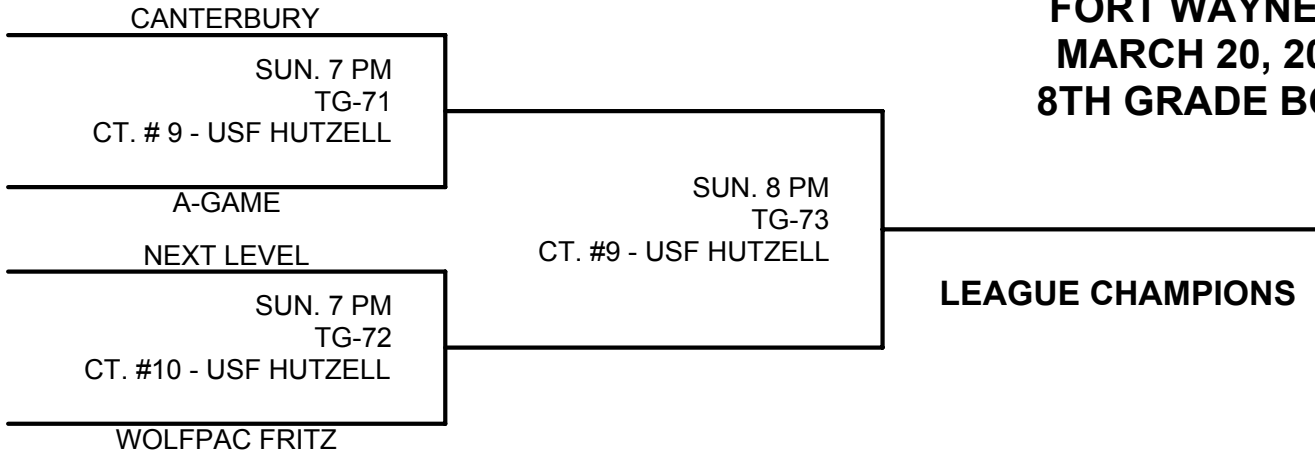 CANTERBURY
SUN. 7 PM
TG-71
CT. # 9 - USF HUTZELL
A-GAME
NEXT LEVEL
SUN. 7 PM
TG-72
CT. #10 - USF HUTZELL
WOLFPAC FRITZ
SUN. 8 PM
TG-73
CT. #9 - USF HUTZELL
FORT WAYNE
MARCH 20,
8TH GRADE
LEAGUE CHAMPIONS